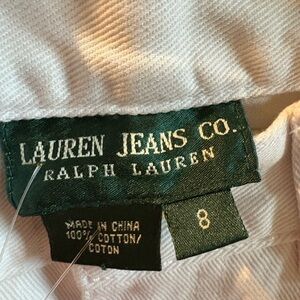 LAUREN JEANS CO.
RALPH LAUREN
MADE IN CHINA
100% COTTON/
COTON
8